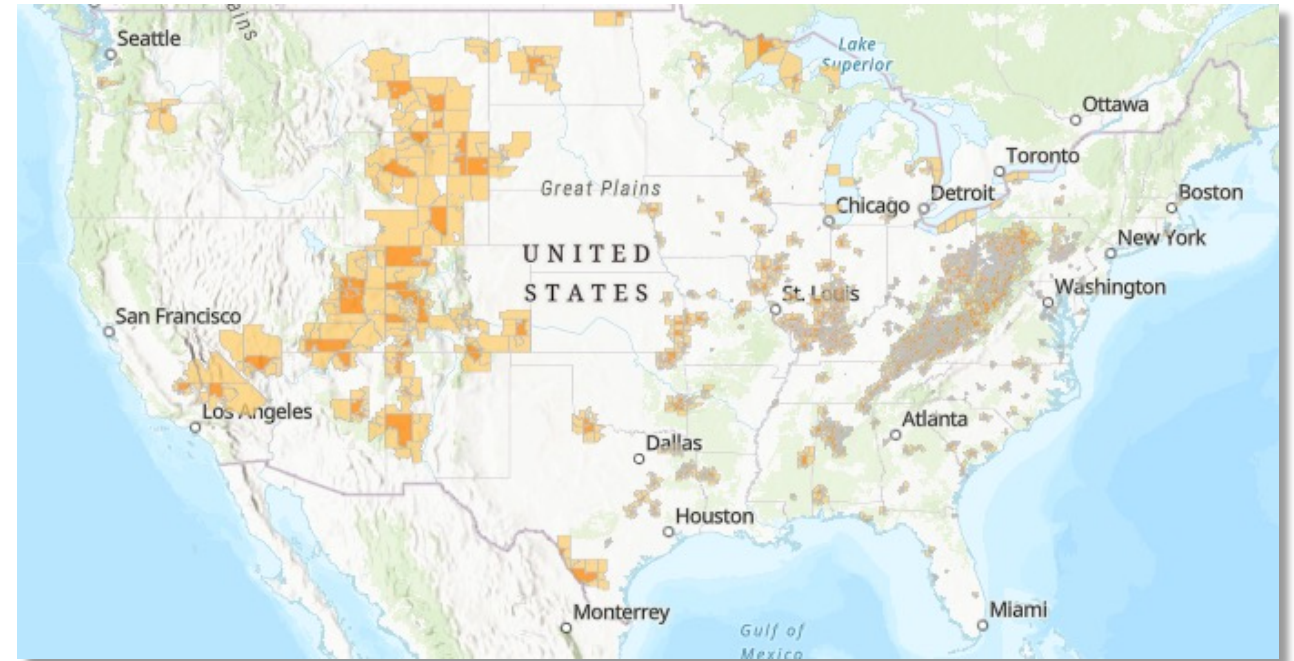 ains
Seattle
Lake
Superior
Ottawa
Toronto
Great Plains
Detroit
Boston
Chicago
New York
UNITED
STATES
St. Louis
Washington
San Francisco
Los Angeles
Atlanta
Dallas
Houston
Monterrey
Miami
Gulf of
Mexico